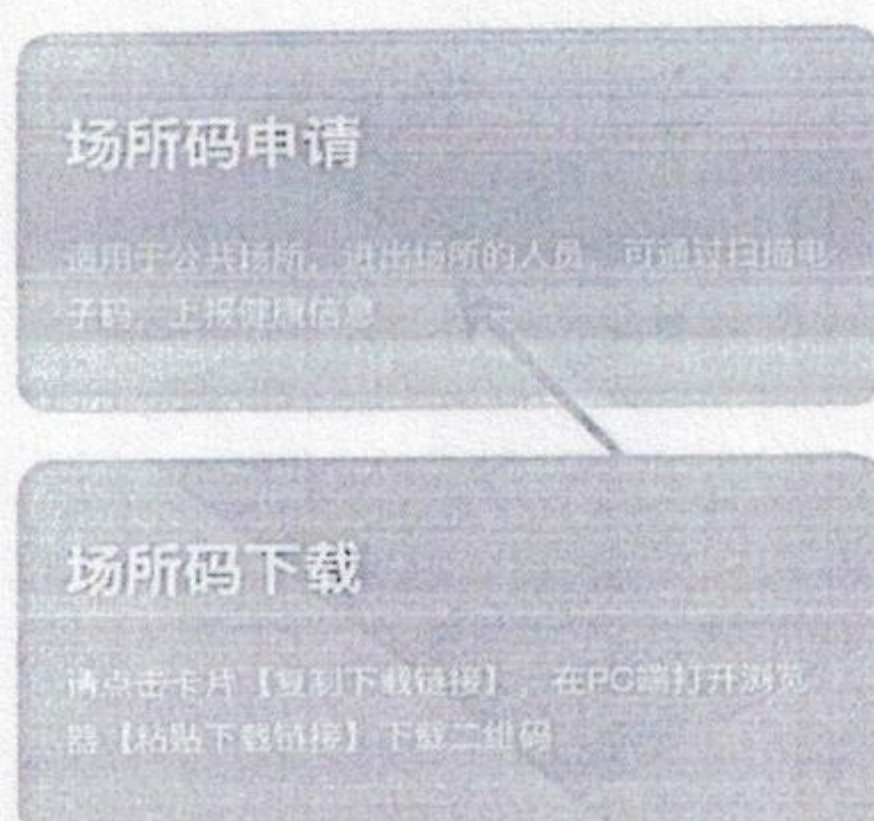 场所码申请
适用于公共场所，进出场所的人员，可通过扫描电
子码，上报健康信息
场所码下载
请点击卡片【复制下载链接】，在PC端打开浏览
器【粘贴下载链接】下载二维码